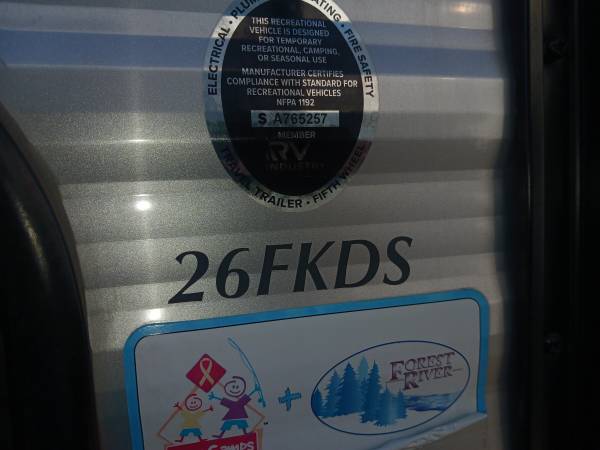 ELECTRICAL • PLUMBING • HEATING • FIRE SAFETY
THIS RECREATIONAL
VEHICLE IS DESIGNED
FOR TEMPORARY
RECREATIONAL, CAMPING,
OR SEASONAL USE
MANUFACTURER CERTIFIES
COMPLIANCE WITH STANDARD FOR
RECREATIONAL VEHICLES
NFPA 1192
S A765257
MEMBER
RV
INDUSTRY
TRAVEL TRAILER • FIFTH WHEEL
26FKDS
+
FOREST
RIVER